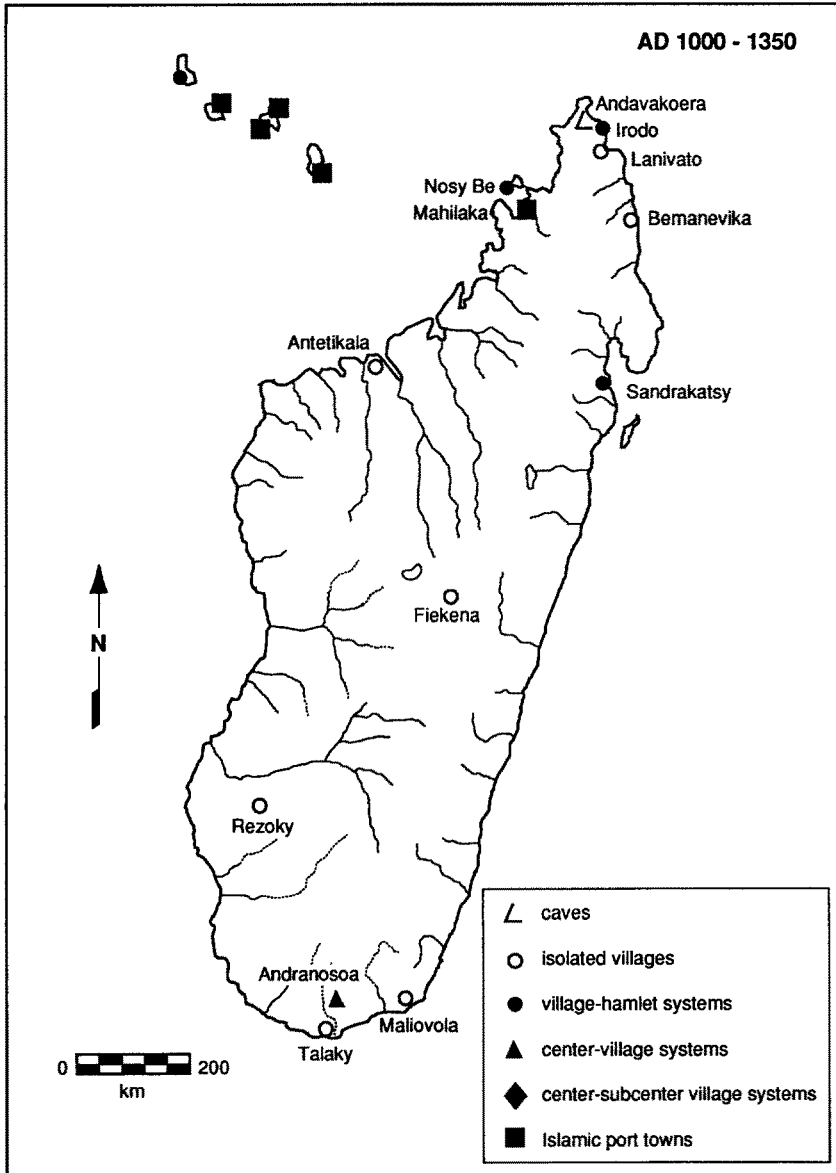 AD 1000 - 1350
Andavakoera
Irodo
Lanivato
Nosy Be
Mahilaka
Bemanevika
Antetikala
Sandrakatsy
Fiekena
N
Rezoky
Andranosoa
Maliovola
Talaky
0 200
km
caves
isolated villages
village-hamlet systems
center-village systems
center-subcenter village systems
Islamic port towns